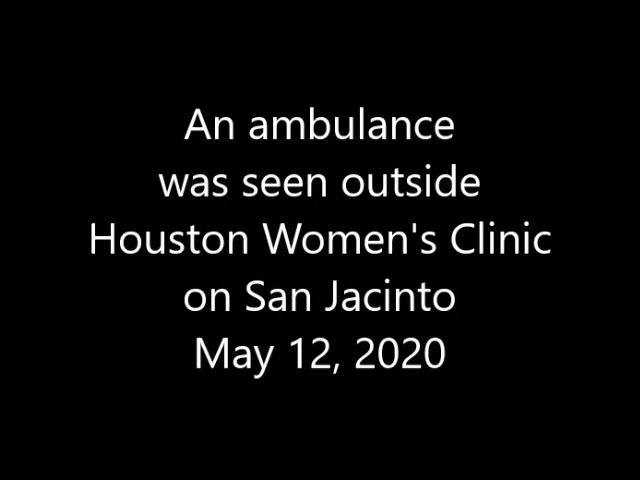 An ambulance
was seen outside
Houston Women's Clinic
on San Jacinto
May 12, 2020